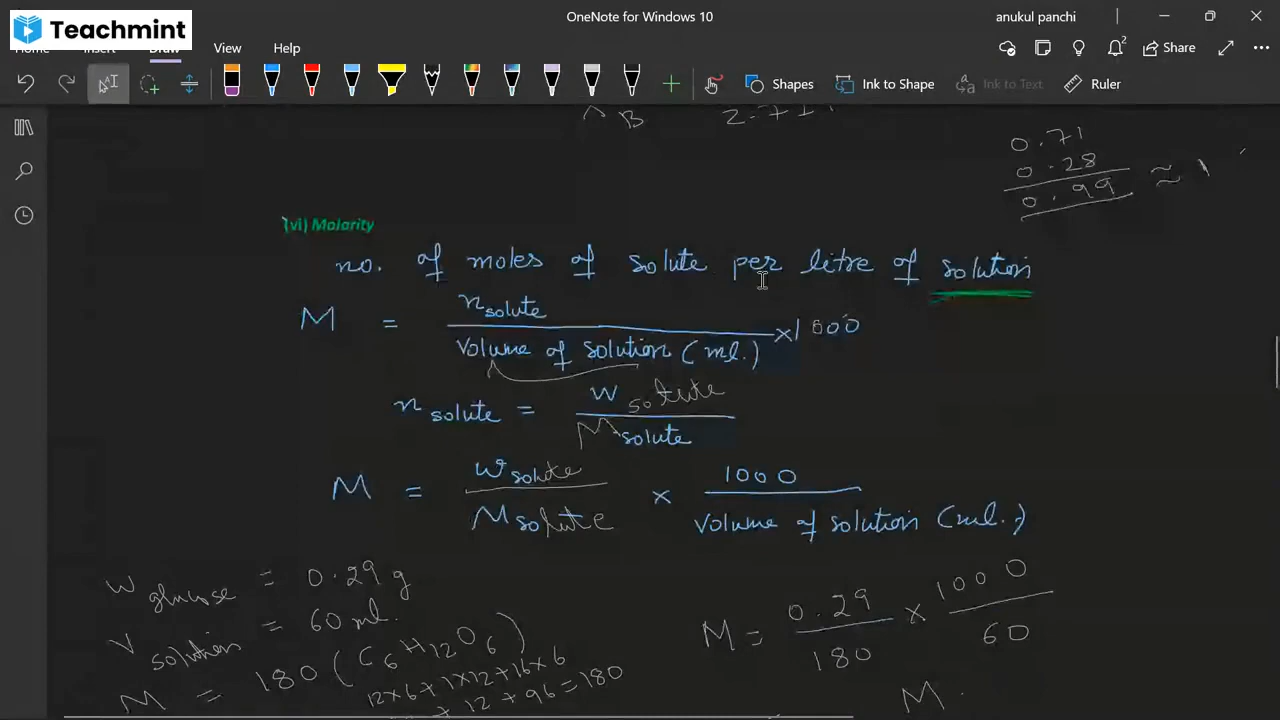 OneNote for Windows 10
anukul panchi
Teachmint
Home Insert Draw View Help
2
Share
Shapes
Ink to Shape
Ink to Text
Ruler
B
0.71
0.28
0.99 ≈ 1
(vi) Molarity
no. of moles of solute per litre of solution
M = n solute / Volume of solution (ml.) × 1000
n solute = W solute / M solute
M = W solute / M solute × 1000 / Volume of solution (ml.)
W glucose = 0.29 g
V solution = 60 ml.
M = 180 (C6H12O6)
12×6+1×12+16×6
+ 12 + 96 = 180
M = 0.29 / 180 × 1000 / 60
M